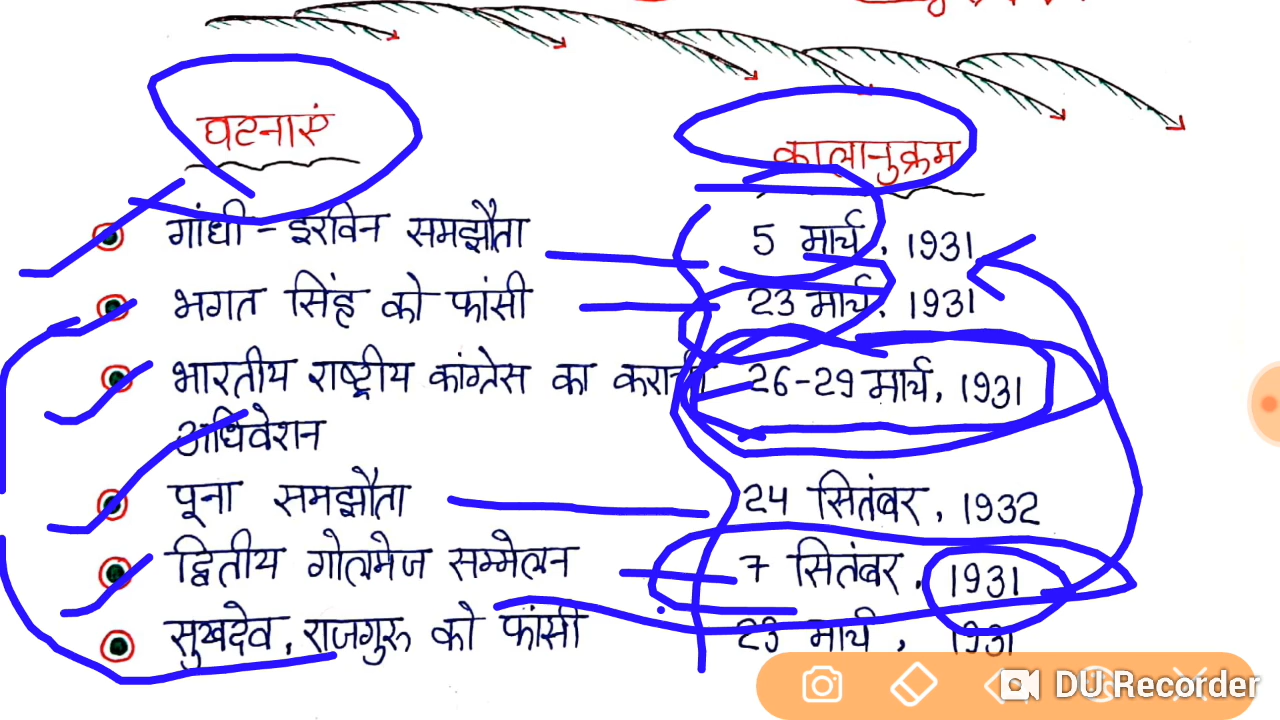 घटनाएं कालानुक्रम
गांधी - इरविन समझौता 5 मार्च, 1931
भगत सिंह को फांसी 23 मार्च, 1931
भारतीय राष्ट्रीय कांग्रेस का कराची 26-29 मार्च, 1931
अधिवेशन
पूना समझौता 24 सितंबर, 1932
द्वितीय गोलमेज सम्मेलन 7 सितंबर, 1931
सुखदेव, राजगुरु को फांसी 23 मार्च, 1931
DU Recorder